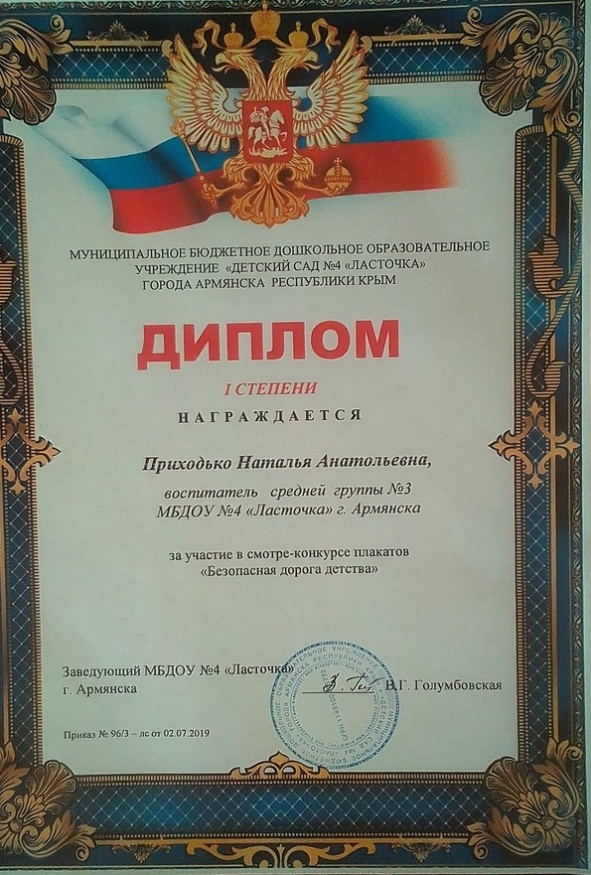 МУНИЦИПАЛЬНОЕ БЮДЖЕТНОЕ ДОШКОЛЬНОЕ ОБРАЗОВАТЕЛЬНОЕ
УЧРЕЖДЕНИЕ «ДЕТСКИЙ САД №4 «ЛАСТОЧКА»
ГОРОДА АРМЯНСКА РЕСПУБЛИКИ КРЫМ
ДИПЛОМ
I СТЕПЕНИ
НАГРАЖДАЕТСЯ
Приходько Наталья Анатольевна,
воспитатель средней группы №3
МБДОУ №4 «Ласточка» г. Армянска
за участие в смотре-конкурсе плакатов
«Безопасная дорога детства»
Заведующий МБДОУ №4 «Ласточка»
г. Армянска
В.Г. Голумбовская
Приказ № 96/3 – лс от 02.07.2019